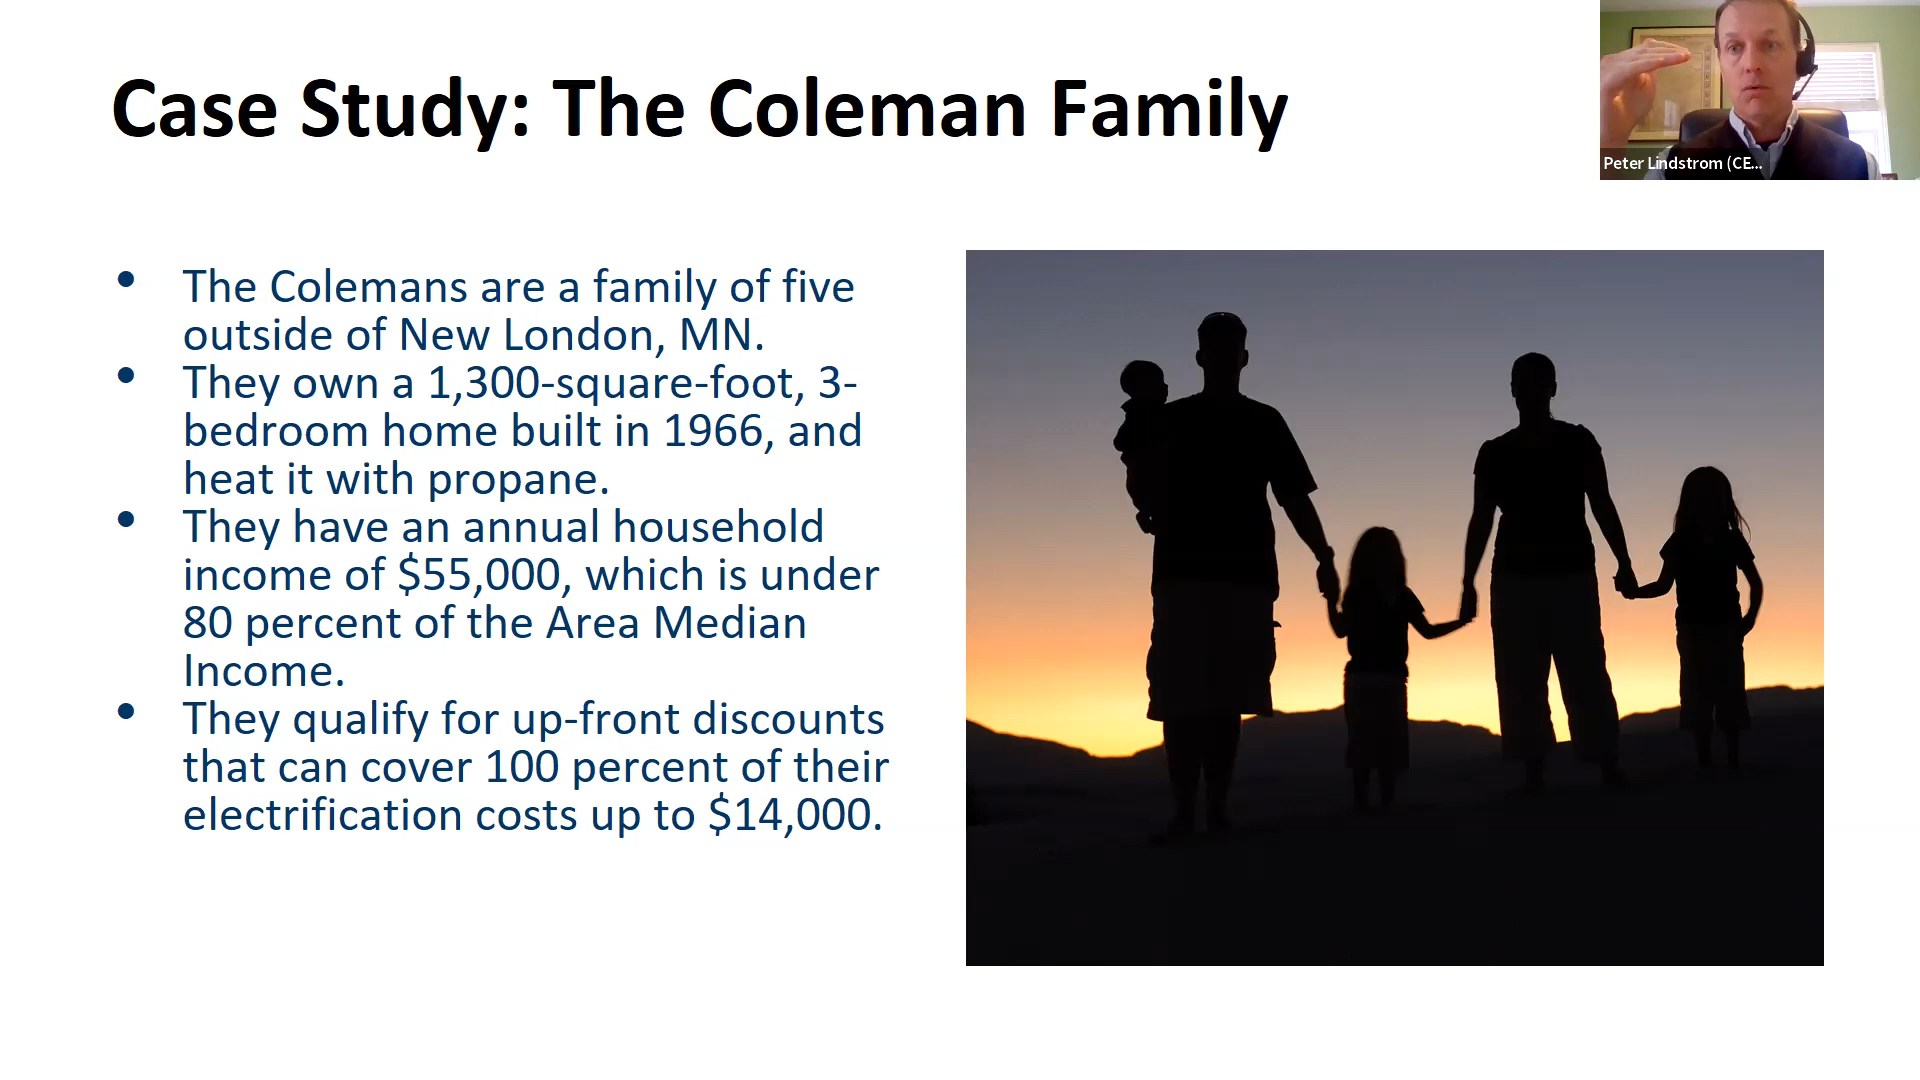 Case Study: The Coleman Family
Peter Lindstrom (CE...
• The Colemans are a family of five
outside of New London, MN.
• They own a 1,300-square-foot, 3-
bedroom home built in 1966, and
heat it with propane.
• They have an annual household
income of $55,000, which is under
80 percent of the Area Median
Income.
• They qualify for up-front discounts
that can cover 100 percent of their
electrification costs up to $14,000.